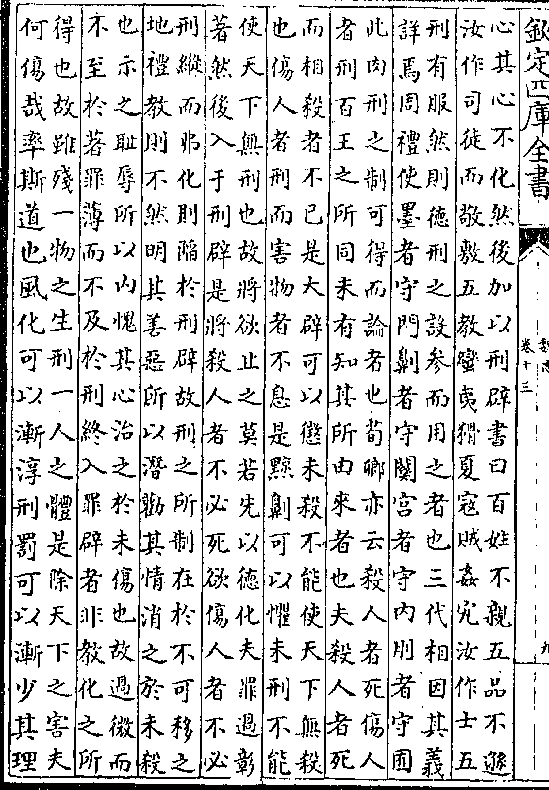 欽定四庫全書
卷十三
心其心不化然後加以刑辟書曰百姓不親五品不遜
汝作司徒而敬敷五教蠻夷猾夏寇賊姦宄汝作士五
刑有服然則德刑之設參而用之者也三代相因其義
詳焉周禮使墨者守門劓者守關宮者守內刖者守囿
此肉刑之制可得而論者也荀卿亦云殺人者死傷人
者刑百王之所同未有知其所由來者也夫殺人者死
而相殺者不已是大辟可以懲未殺不能使天下無殺
也傷人者刑而害物者不息是黥劓可以懼未刑不能
使天下無刑也故將欲止之莫若先以德化夫罪過彰
著然後入于刑辟是將殺人者不必死欲傷人者不必
刑縱而弗化則陷於刑辟故刑之所制在於不可移之
地禮教則不然明其善惡所以潛勸其情消之於未殺
也示之恥辱所以內愧其心治之於未傷也故過微而
不至於著罪薄而不及於刑終入罪辟者非教化之所
得也故雖殘一物之生刑一人之體是除天下之害夫
何傷哉率斯道也風化可以漸淳刑罰可以漸少其理